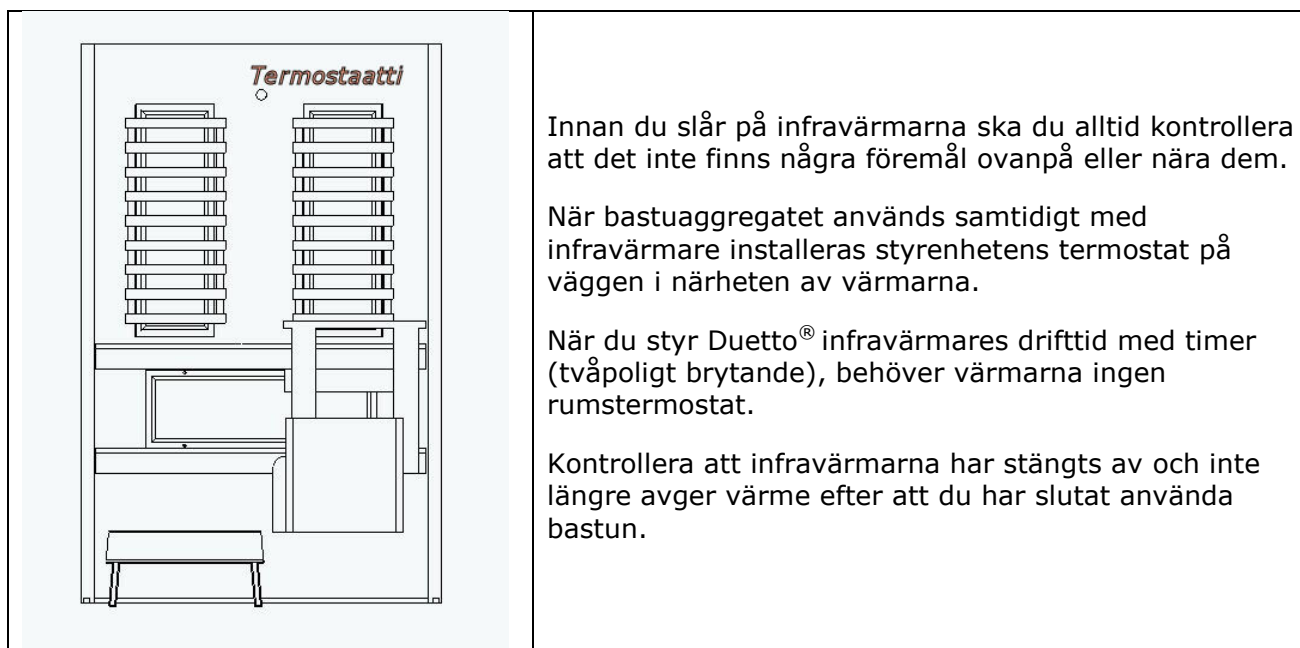 Termostaatti
Innan du slår på infravärmarna ska du alltid kontrollera
att det inte finns några föremål ovanpå eller nära dem.
När bastuaggregatet används samtidigt med
infravärmare installeras styrenhetens termostat på
väggen i närheten av värmarna.
När du styr Duetto® infravärmares drifttid med timer
(tvåpoligt brytande), behöver värmarna ingen
rumstermostat.
Kontrollera att infravärmarna har stängts av och inte
längre avger värme efter att du har slutat använda
bastun.